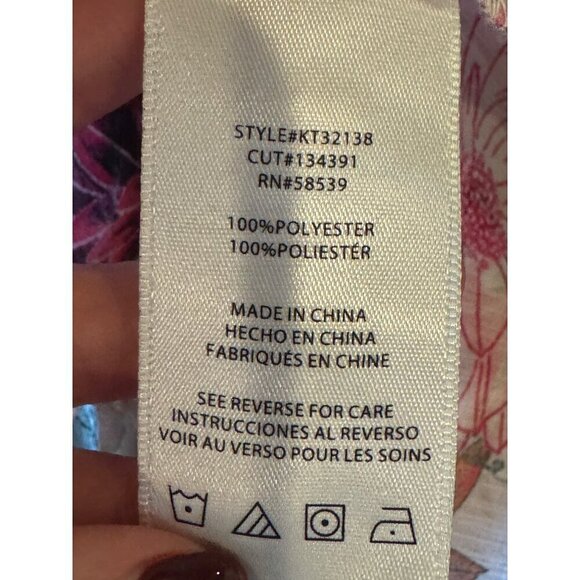 STYLE#KT32138
CUT#134391
RN#58539
100%POLYESTER
100%POLIESTÉR
MADE IN CHINA
HECHO EN CHINA
FABRIQUÉS EN CHINE
SEE REVERSE FOR CARE
INSTRUCCIONES AL REVERSO
VOIR AU VERSO POUR LES SOINS